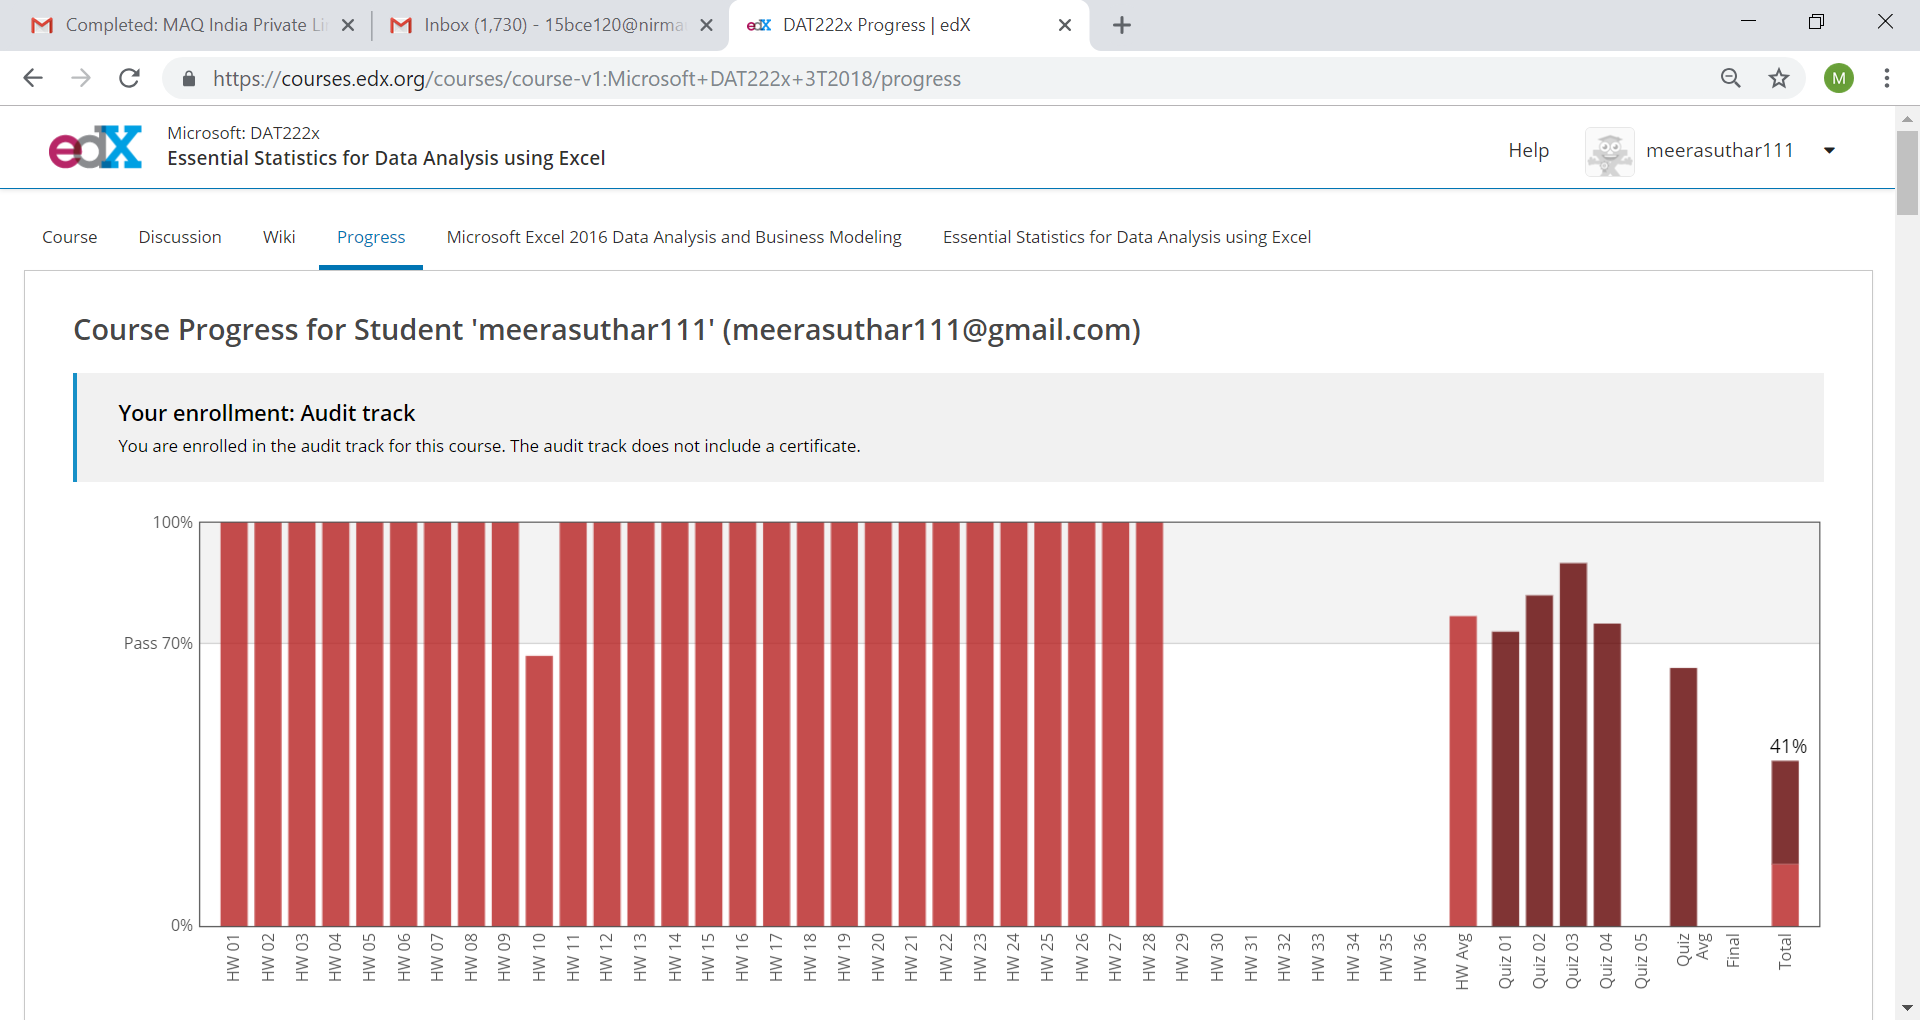 Completed: MAQ India Private Li
Inbox (1,730) - 15bce120@nirma
edX DAT222x Progress | edX
https://courses.edx.org/courses/course-v1:Microsoft+DAT222x+3T2018/progress
M
edX
Microsoft: DAT222x
Essential Statistics for Data Analysis using Excel
Help
meerasuthar111
Course Discussion Wiki Progress Microsoft Excel 2016 Data Analysis and Business Modeling Essential Statistics for Data Analysis using Excel
Course Progress for Student 'meerasuthar111' (meerasuthar111@gmail.com)
Your enrollment: Audit track
You are enrolled in the audit track for this course. The audit track does not include a certificate.
100%
Pass 70%
41%
0%
HW 01
HW 02
HW 03
HW 04
HW 05
HW 06
HW 07
HW 08
HW 09
HW 10
HW 11
HW 12
HW 13
HW 14
HW 15
HW 16
HW 17
HW 18
HW 19
HW 20
HW 21
HW 22
HW 23
HW 24
HW 25
HW 26
HW 27
HW 28
HW 29
HW 30
HW 31
HW 32
HW 33
HW 34
HW 35
HW 36
HW Avg
Quiz 01
Quiz 02
Quiz 03
Quiz 04
Quiz 05
Quiz
Avg
Final
Total